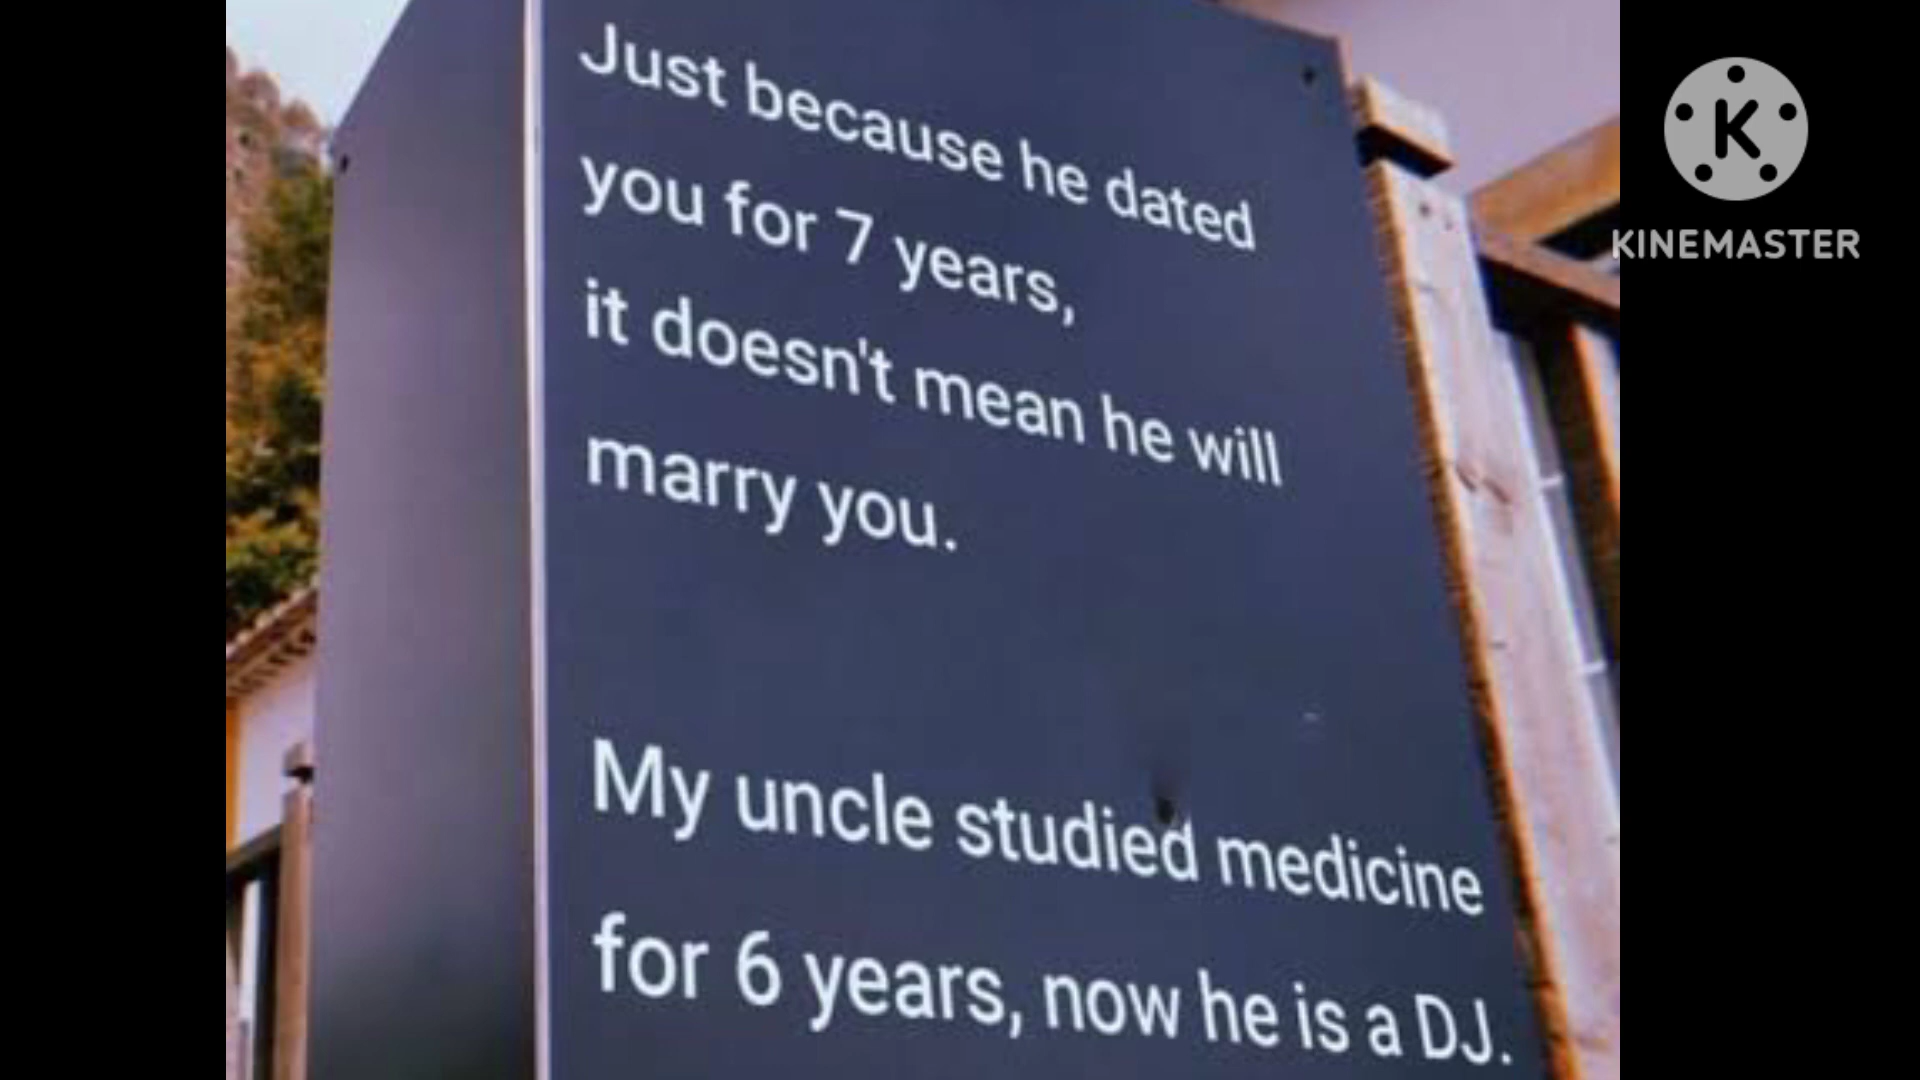 Just because he dated
you for 7 years,
it doesn't mean he will
marry you.
My uncle studied medicine
for 6 years, now he is a DJ.
K
KINEMASTER